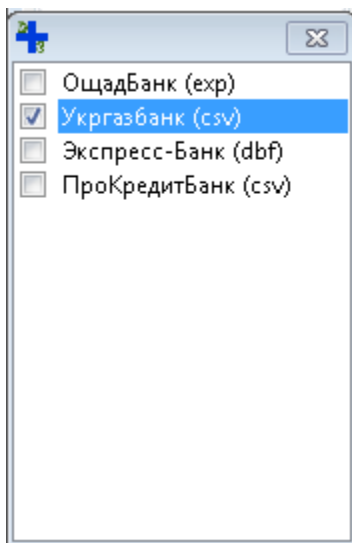 ОщадБанк (exp)
Укргазбанк (csv)
Экспресс-Банк (dbf)
ПроКредитБанк (csv)